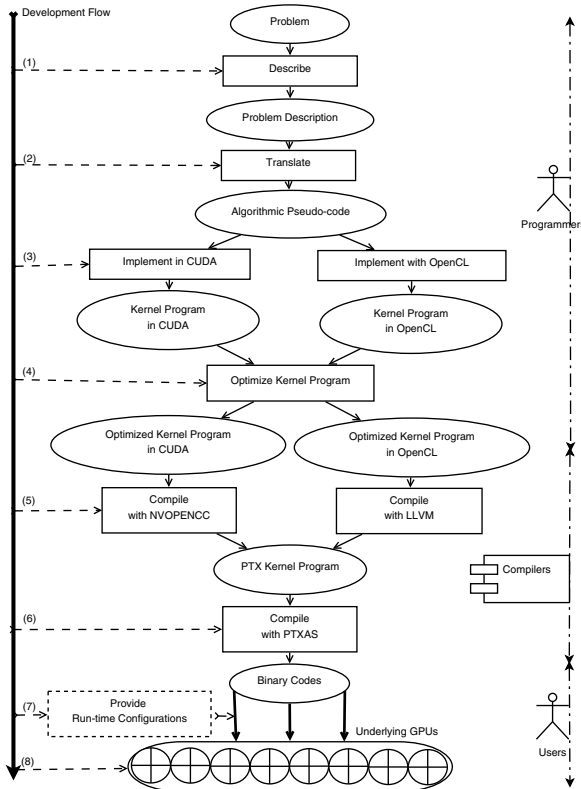 Development Flow
Problem
(1)
Describe
Problem Description
(2)
Translate
Algorithmic Pseudo-code
Programmer
(3)
Implement in CUDA
Implement with OpenCL
Kernel Program
in CUDA
Kernel Program
in OpenCL
(4)
Optimize Kernel Program
Optimized Kernel Program
in CUDA
Optimized Kernel Program
in OpenCL
(5)
Compile
with NVOPENCC
Compile
with LLVM
PTX Kernel Program
Compilers
(6)
Compile
with PTXAS
Binary Codes
(7)
Provide
Run-time Configurations
Underlying GPUs
Users
(8)